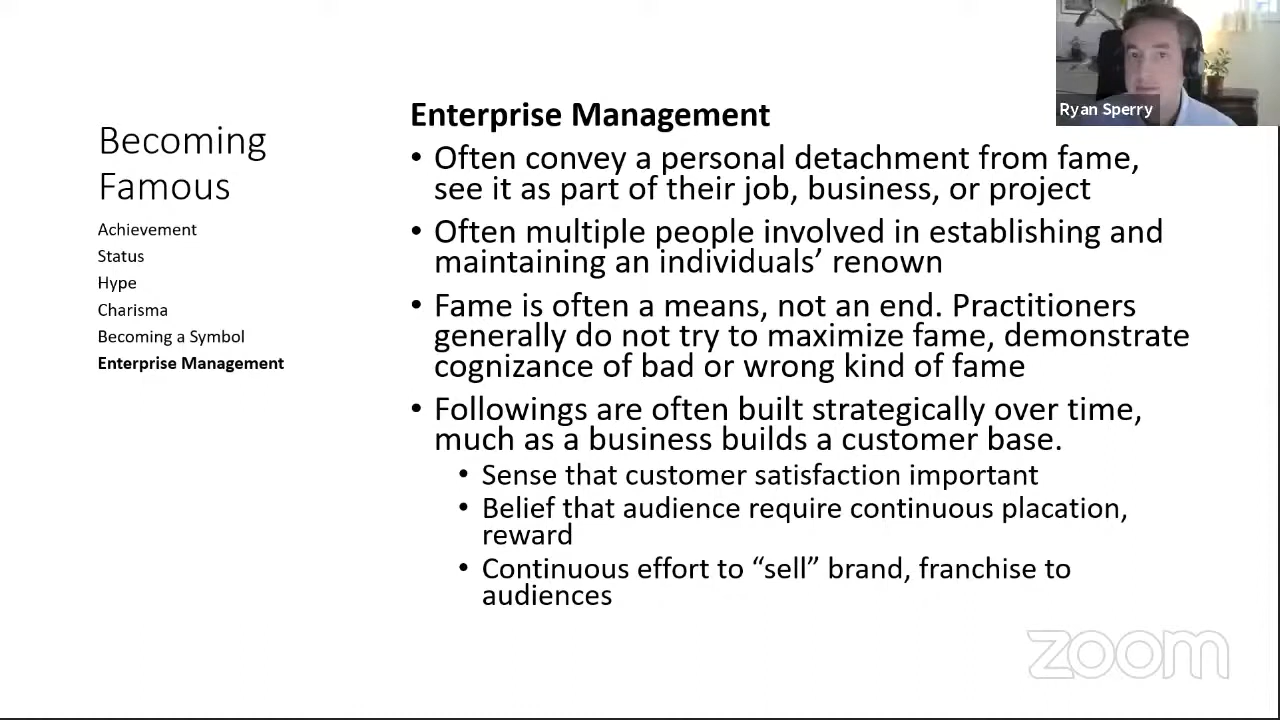 Ryan Sperry
Becoming
Famous
Achievement
Status
Hype
Charisma
Becoming a Symbol
Enterprise Management
Enterprise Management
• Often convey a personal detachment from fame,
see it as part of their job, business, or project
• Often multiple people involved in establishing and
maintaining an individuals’ renown
• Fame is often a means, not an end. Practitioners
generally do not try to maximize fame, demonstrate
cognizance of bad or wrong kind of fame
• Followings are often built strategically over time,
much as a business builds a customer base.
• Sense that customer satisfaction important
• Belief that audience require continuous placation,
reward
• Continuous effort to “sell” brand, franchise to
audiences
zoom